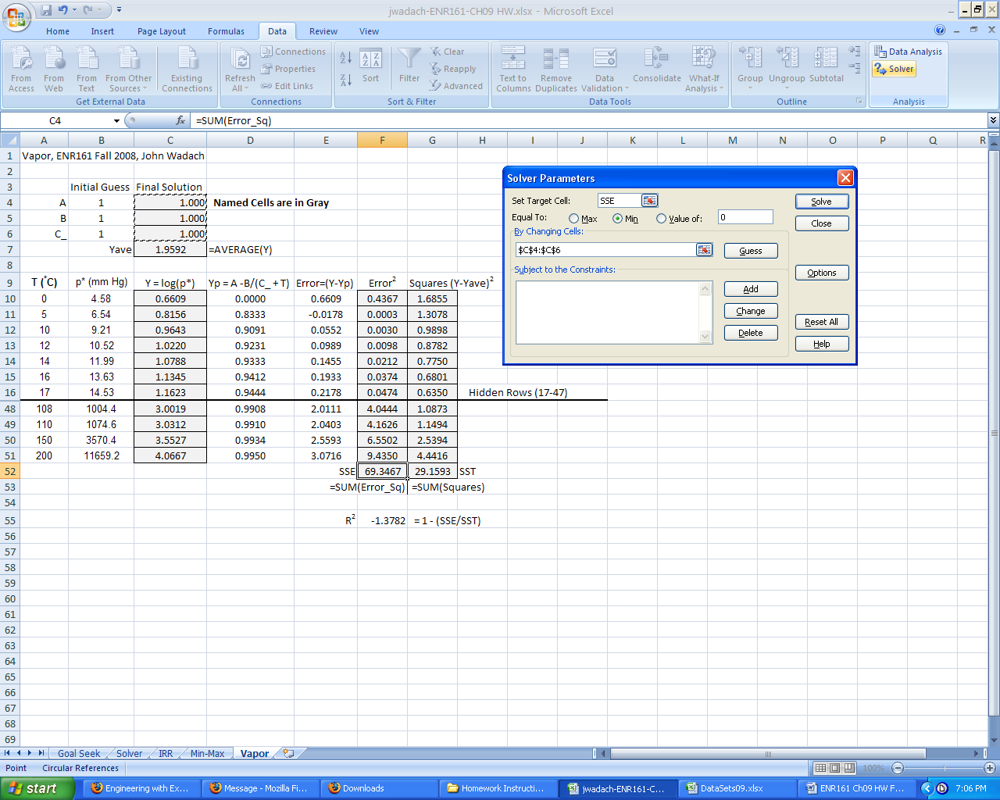 jwadach-ENR161-CH09 HW.xlsx - Microsoft Excel
Home Insert Page Layout Formulas Data Review View
From Access From Web From Text From Other Sources Existing Connections Get External Data
Refresh All Connections Properties Edit Links Connections
Sort Filter Clear Reapply Advanced Sort & Filter
Text to Columns Remove Duplicates Data Validation Consolidate What-If Analysis Data Tools
Group Ungroup Subtotal Outline
Data Analysis Solver Analysis
C4 fx =SUM(Error_Sq)
A B C D E F G H I J K L M N O P Q R
1 Vapor, ENR161 Fall 2008, John Wadach
2
3 Initial Guess Final Solution
4 A 1 1.000 Named Cells are in Gray
5 B 1 1.000
6 C_ 1 1.000
7 Yave 1.9592 =AVERAGE(Y)
8
9 T (°C) p* (mm Hg) Y = log(p*) Yp = A -B/(C_ + T) Error=(Y-Yp) Error² Squares (Y-Yave)²
10 0 4.58 0.6609 0.0000 0.6609 0.4367 1.6855
11 5 6.54 0.8156 0.8333 -0.0178 0.0003 1.3078
12 10 9.21 0.9643 0.9091 0.0552 0.0030 0.9898
13 12 10.52 1.0220 0.9231 0.0989 0.0098 0.8782
14 14 11.99 1.0788 0.9333 0.1455 0.0212 0.7750
15 16 13.63 1.1345 0.9412 0.1933 0.0374 0.6801
16 17 14.53 1.1623 0.9444 0.2178 0.0474 0.6350 Hidden Rows (17-47)
48 108 1004.4 3.0019 0.9908 2.0111 4.0444 1.0873
49 110 1074.6 3.0312 0.9910 2.0403 4.1626 1.1494
50 150 3570.4 3.5527 0.9934 2.5593 6.5502 2.5394
51 200 11659.2 4.0667 0.9950 3.0716 9.4350 4.4416
52 SSE 69.3467 29.1593 SST
53 =SUM(Error_Sq) =SUM(Squares)
54
55 R² -1.3782 = 1 - (SSE/SST)
56
57
58
59
60
61
62
63
64
65
66
67
68
69
Solver Parameters
Set Target Cell: SSE Solve
Equal To: Max Min Value of: 0 Close
By Changing Cells:
$C$4:$C$6 Guess
Subject to the Constraints: Options
Add
Change Reset All
Delete Help
Goal Seek Solver IRR Min-Max Vapor
Point Circular References 100%
start Engineering with Ex... Message - Mozilla Fi... Downloads Homework Instructi... jwadach-ENR161-C... DataSets09.xlsx ENR161 Ch09 HW F... 7:06 PM